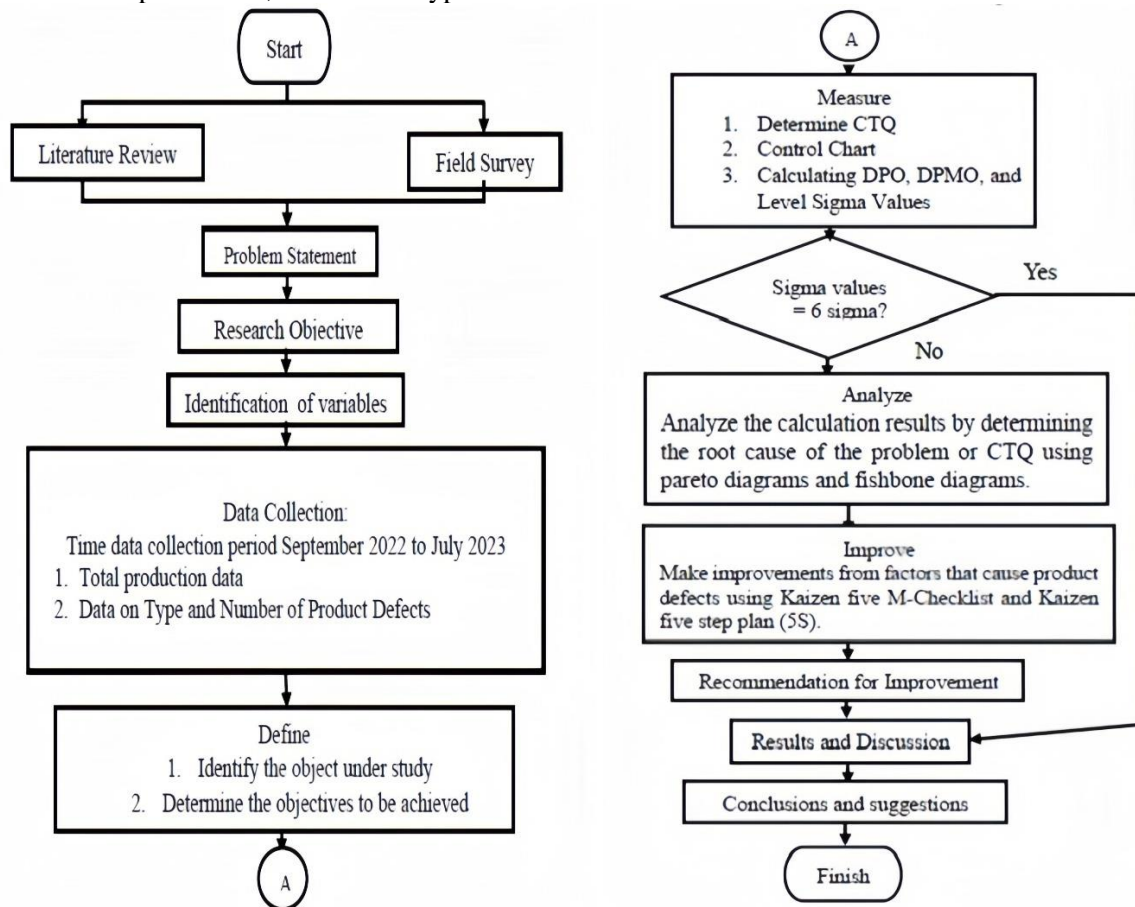 Start
Literature Review
Field Survey
Problem Statement
Research Objective
Identification of variables
Data Collection:
Time data collection period September 2022 to July 2023
1. Total production data
2. Data on Type and Number of Product Defects
Define
1. Identify the object under study
2. Determine the objectives to be achieved
A
A
Measure
1. Determine CTQ
2. Control Chart
3. Calculating DPO, DPMO, and
Level Sigma Values
Sigma values
= 6 sigma?
Yes
No
Analyze
Analyze the calculation results by determining
the root cause of the problem or CTQ using
pareto diagrams and fishbone diagrams.
Improve
Make improvements from factors that cause product
defects using Kaizen five M-Checklist and Kaizen
five step plan (5S).
Recommendation for Improvement
Results and Discussion
Conclusions and suggestions
Finish